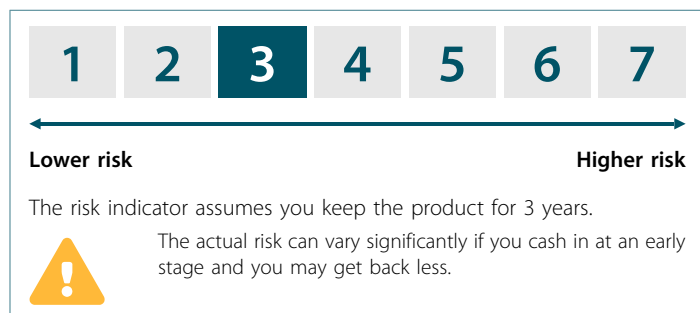 1 2 3 4 5 6 7
Lower risk Higher risk
The risk indicator assumes you keep the product for 3 years.
The actual risk can vary significantly if you cash in at an early
stage and you may get back less.